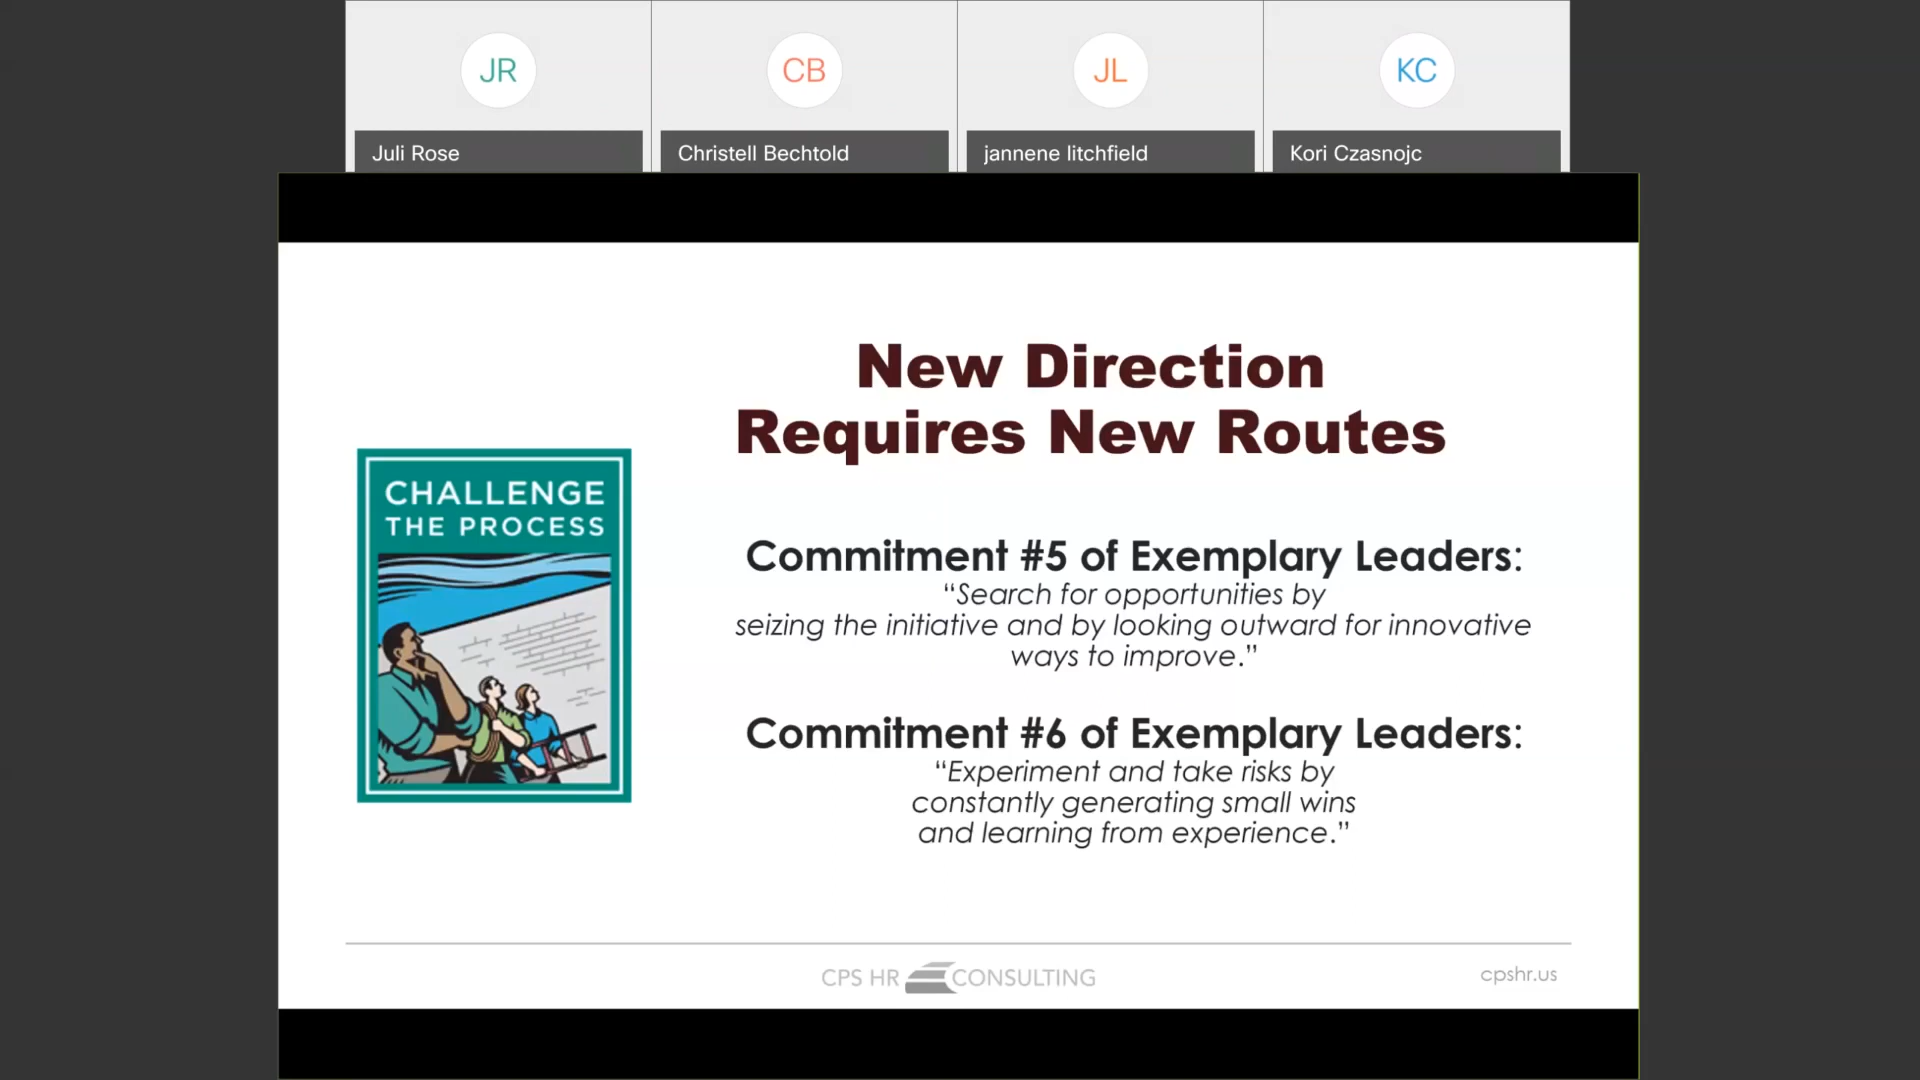 JR
CB
JL
KC
Juli Rose
Christell Bechtold
jannene litchfield
Kori Czasnojc
New Direction
Requires New Routes
CHALLENGE
THE PROCESS
Commitment #5 of Exemplary Leaders:
“Search for opportunities by
seizing the initiative and by looking outward for innovative
ways to improve.”
Commitment #6 of Exemplary Leaders:
“Experiment and take risks by
constantly generating small wins
and learning from experience.”
CPS HR CONSULTING
cpshr.us